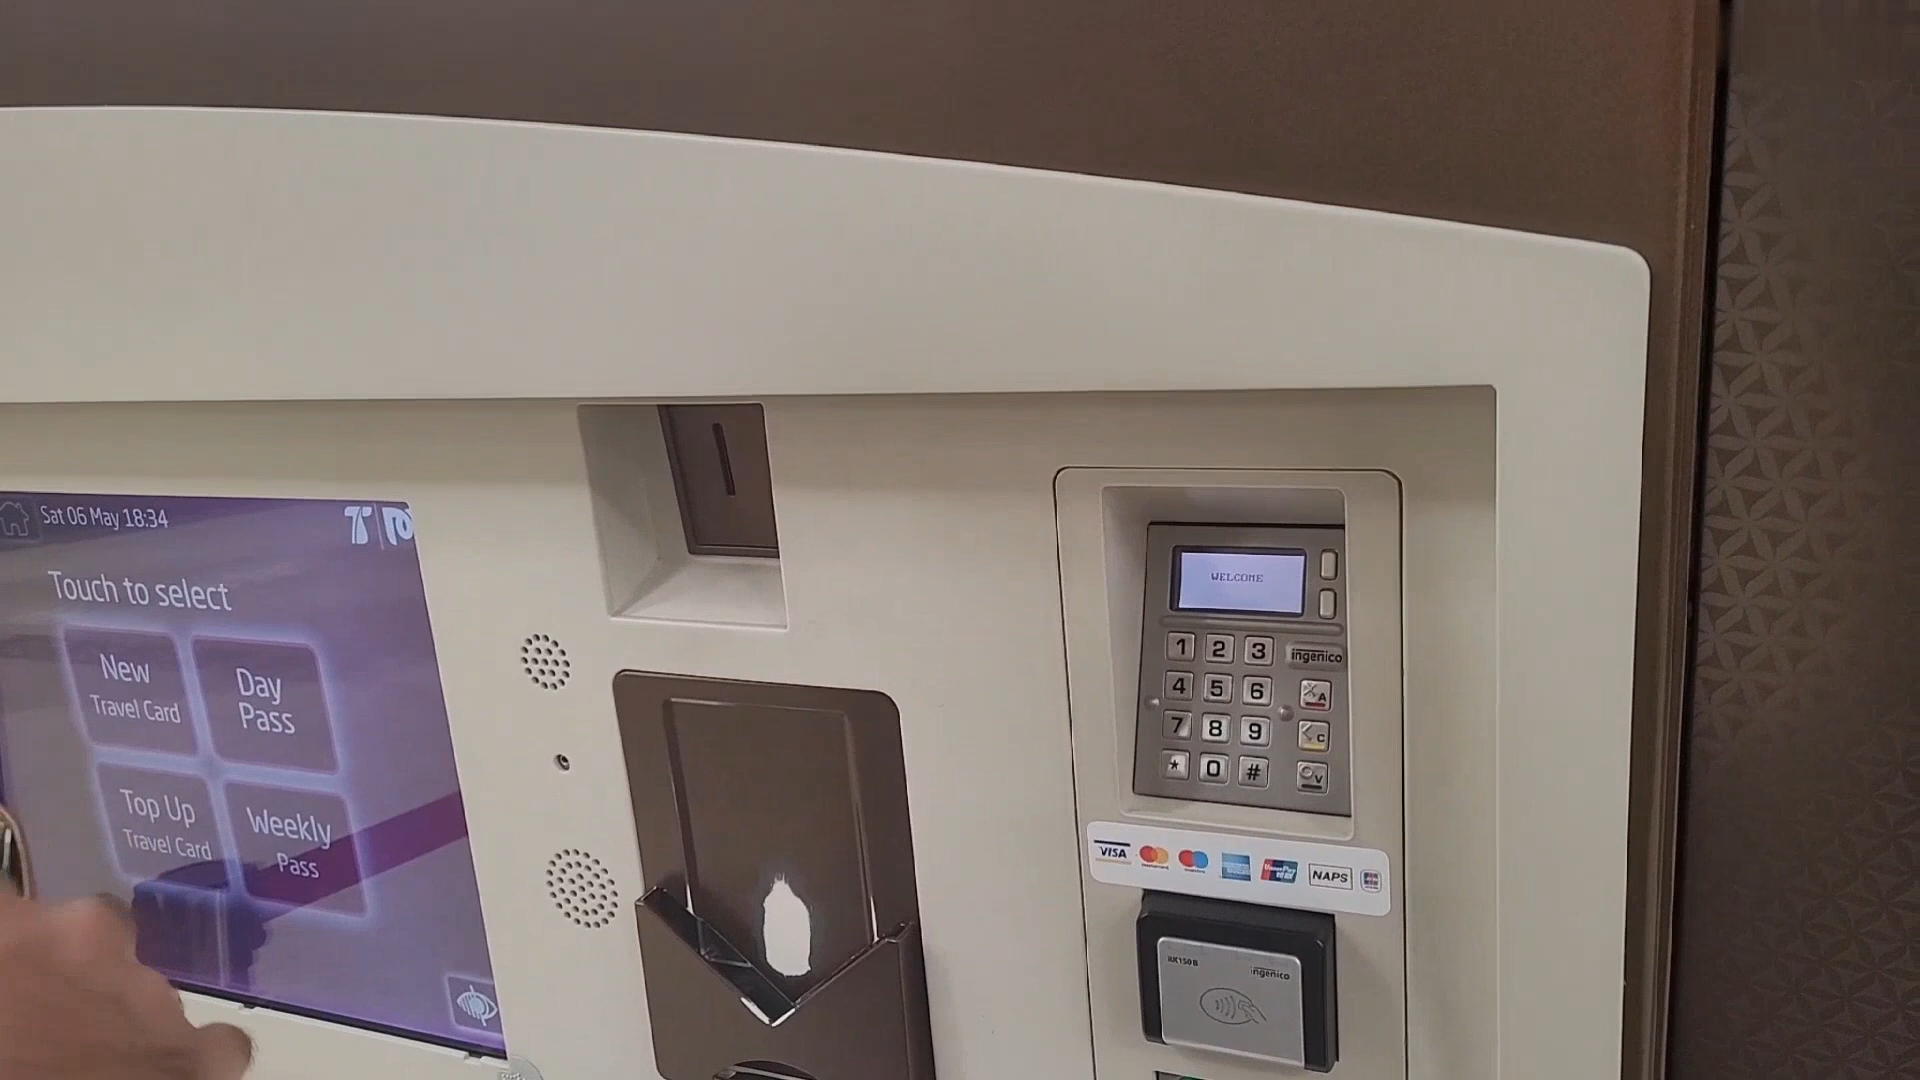 Sat 06 May 18:34
Touch to select
New
Travel Card
Day
Pass
Top Up
Travel Card
Weekly
Pass
WELCOME
1 2 3
ingenico
4 5 6
A
7 8 9
C
* 0 #
V
VISA
NAPS
ingenico